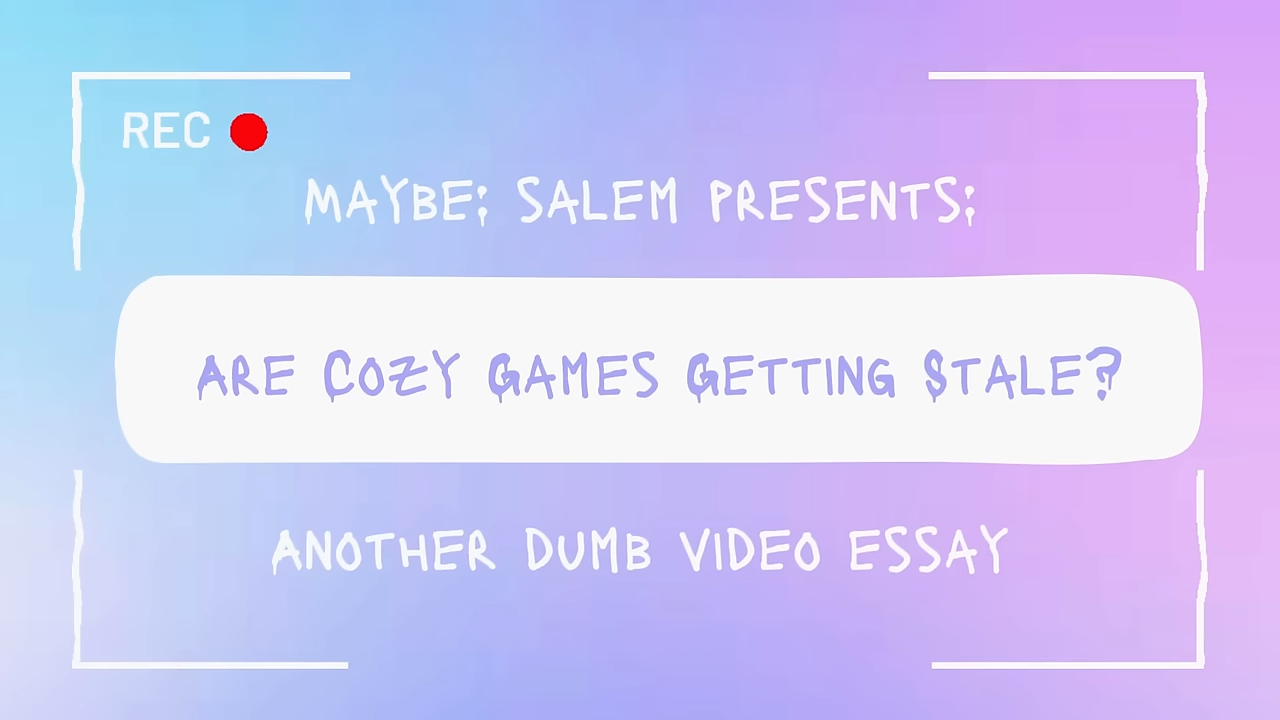 REC
MAYBE; SALEM PRESENTS;
ARE COZY GAMES GETTING STALE?
ANOTHER DUMB VIDEO ESSAY